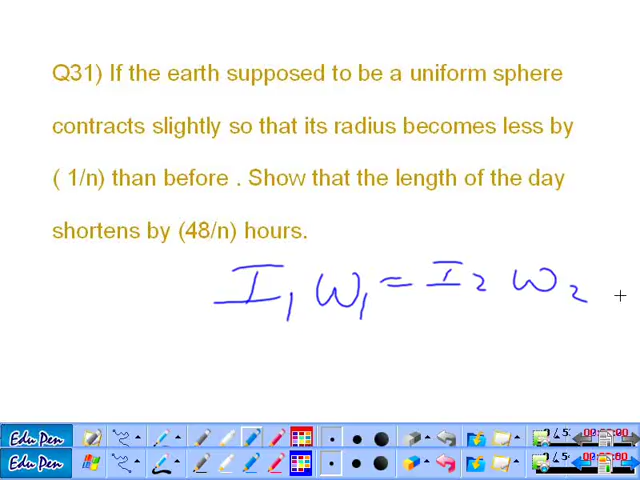 Q31) If the earth supposed to be a uniform sphere
contracts slightly so that its radius becomes less by
( 1/n) than before . Show that the length of the day
shortens by (48/n) hours.
I₁ ω₁ = I₂ ω₂
Edu Pen
Edu Pen